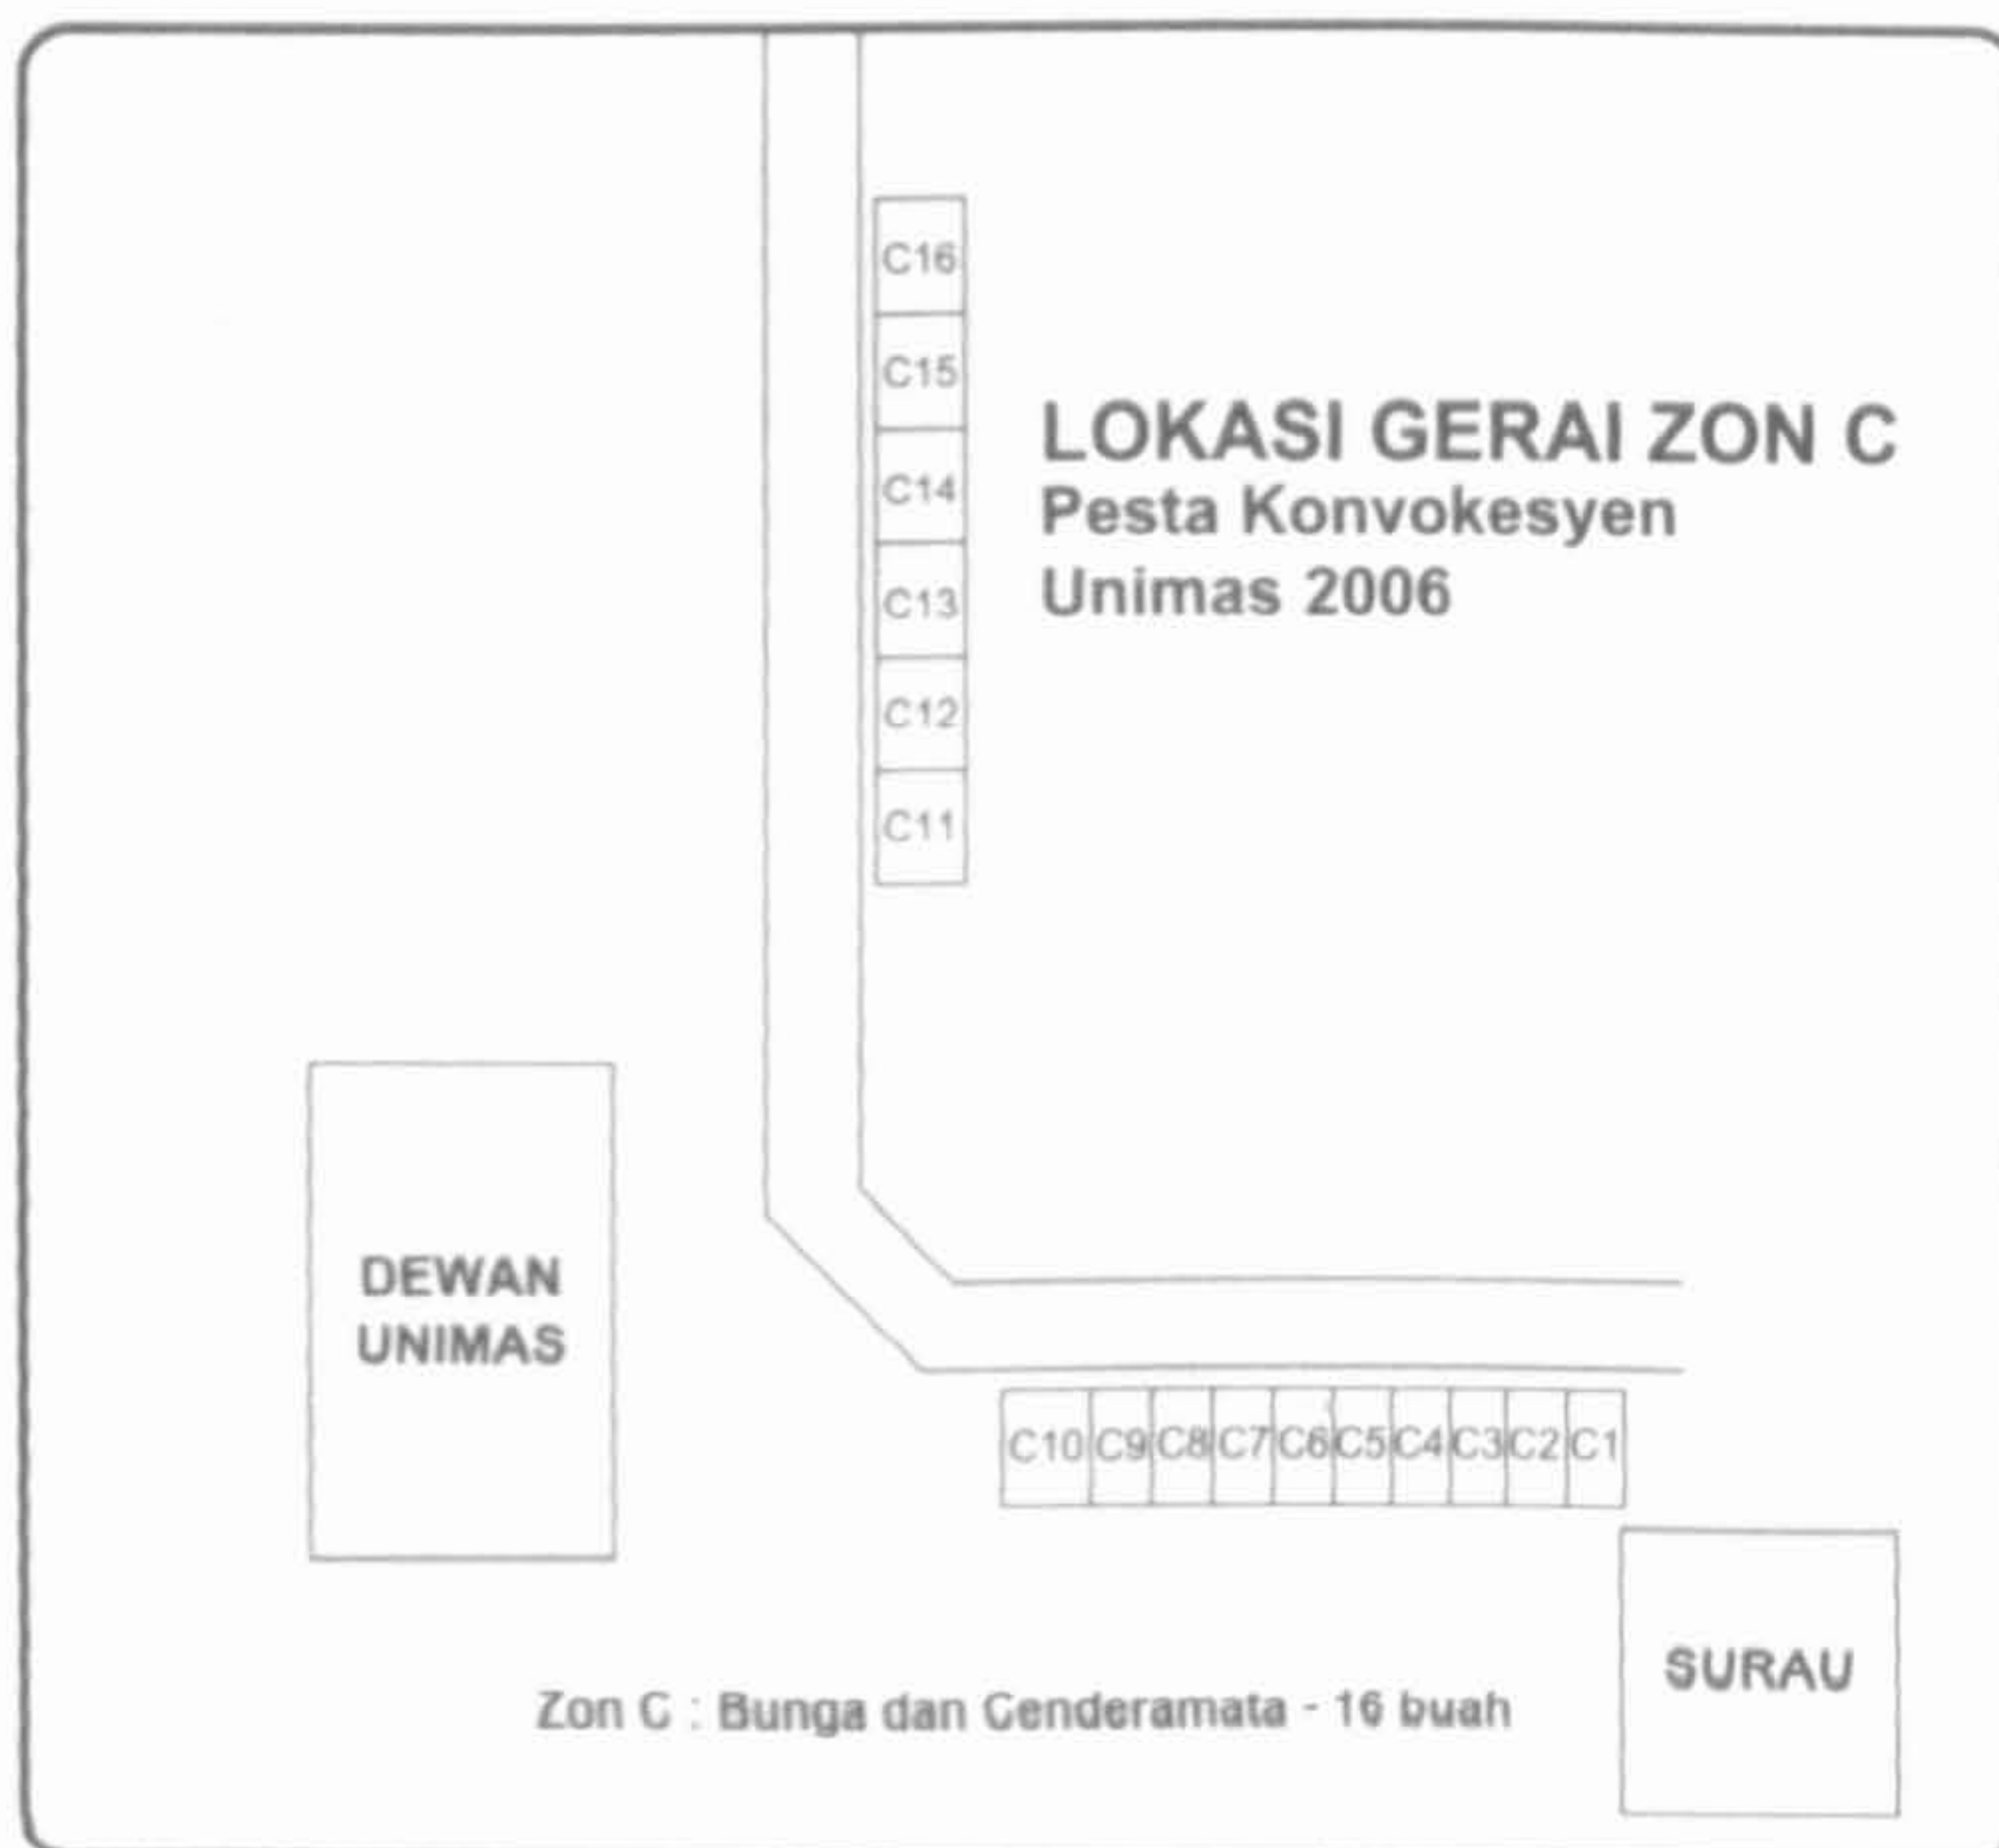 C16
C15
LOKASI GERAI ZON C
C14
Pesta Konvokesyen
C13
Unimas 2006
C12
C11
DEWAN
UNIMAS
C10 C9 C8 C7 C6 C5 C4 C3 C2 C1
SURAU
Zon C : Bunga dan Cenderamata - 16 buah